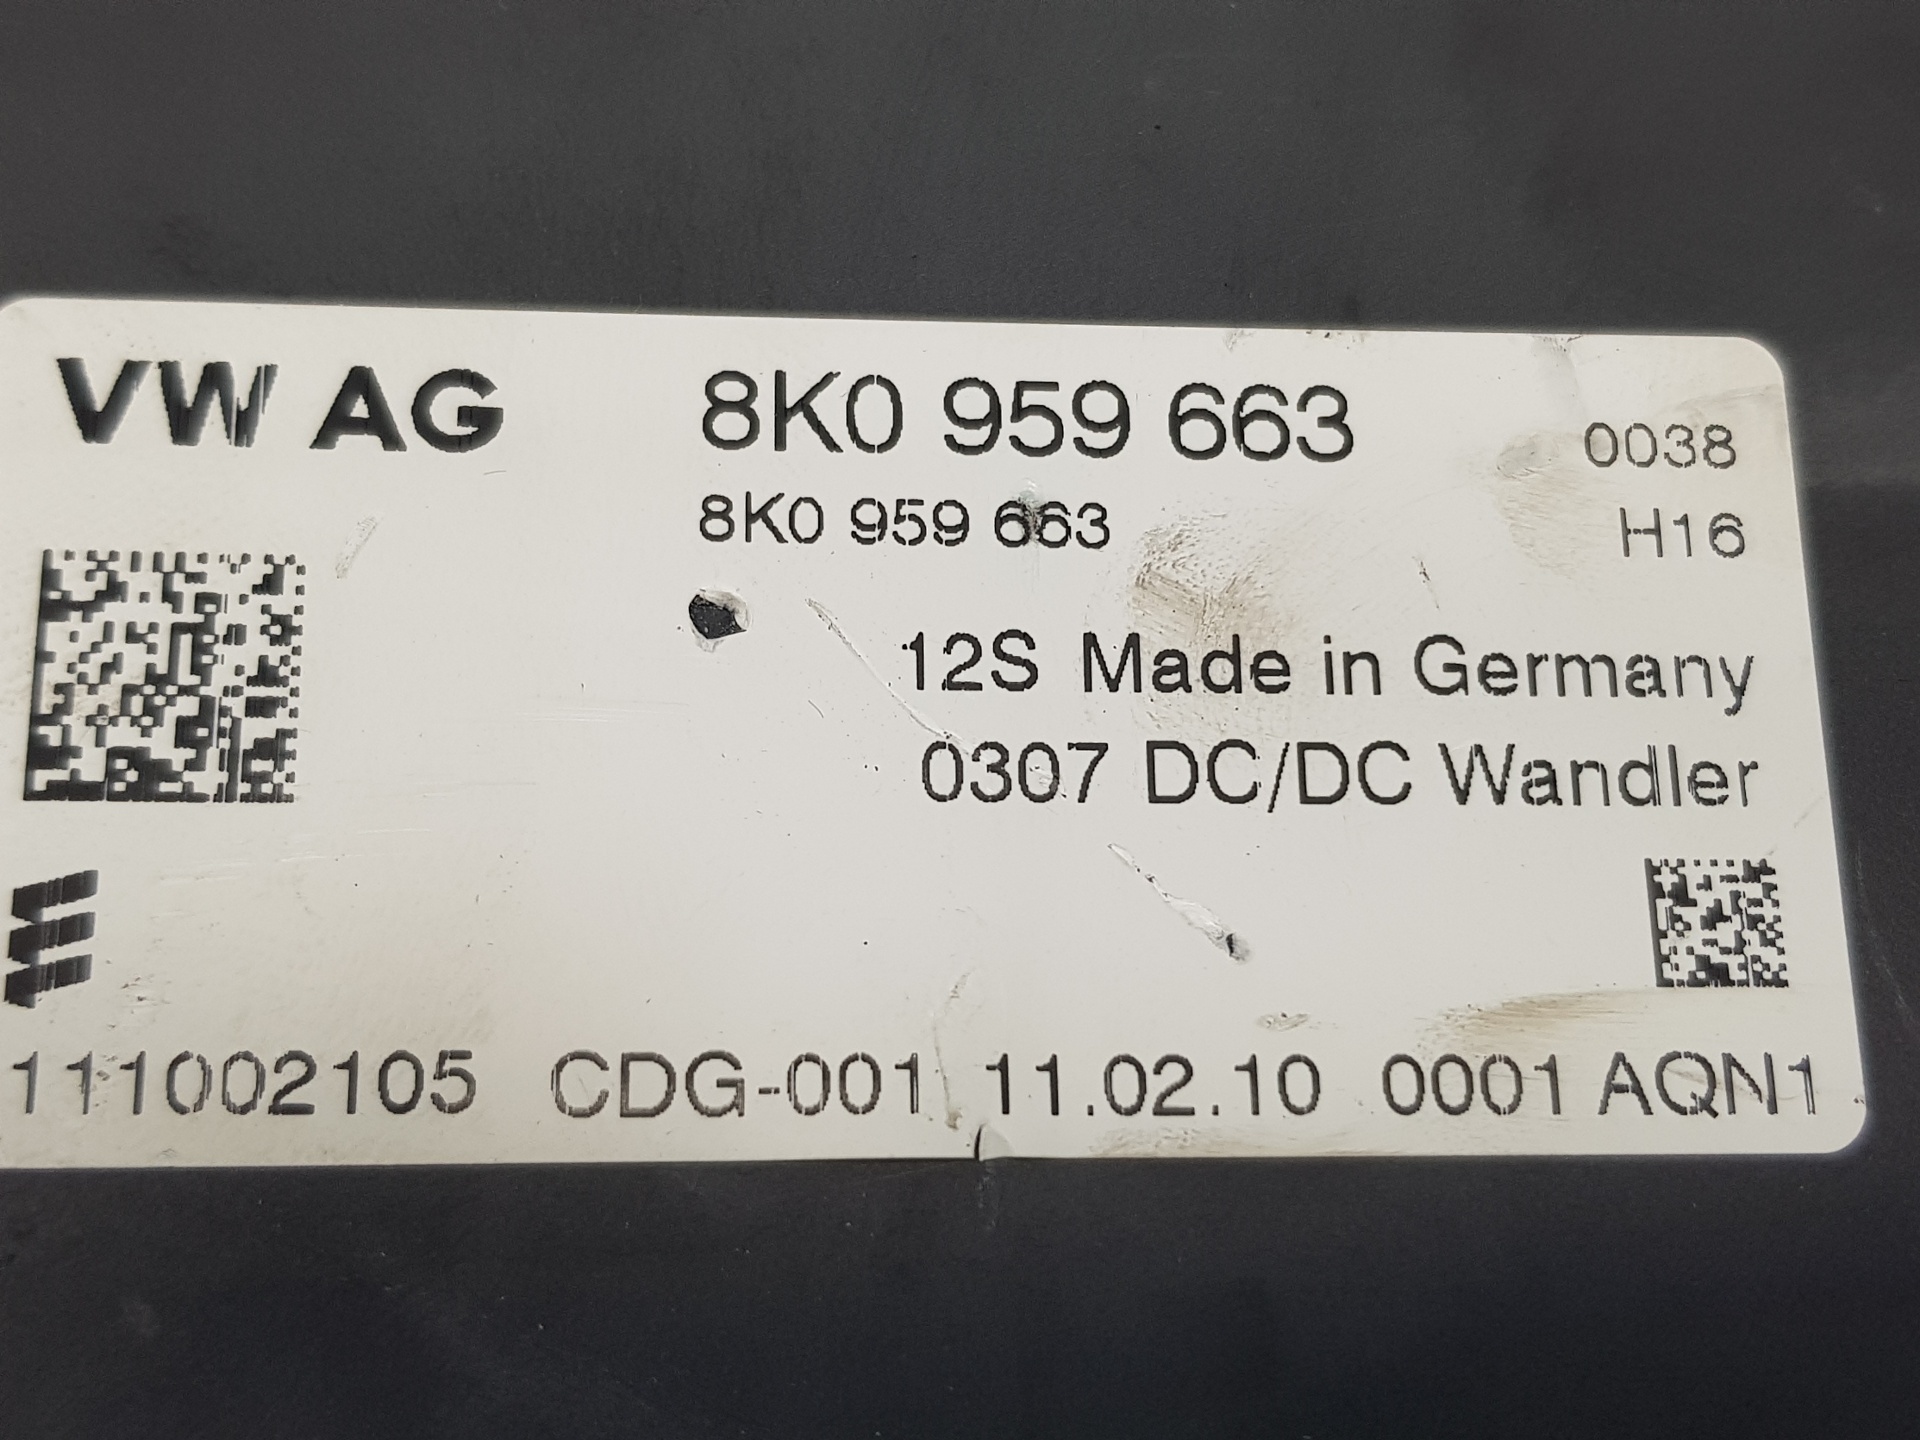 VW AG 8K0 959 663 0038
8K0 959 663 H16
12S Made in Germany
0307 DC/DC Wandler
111002105 CDG-001 11.02.10 0001 AQN1